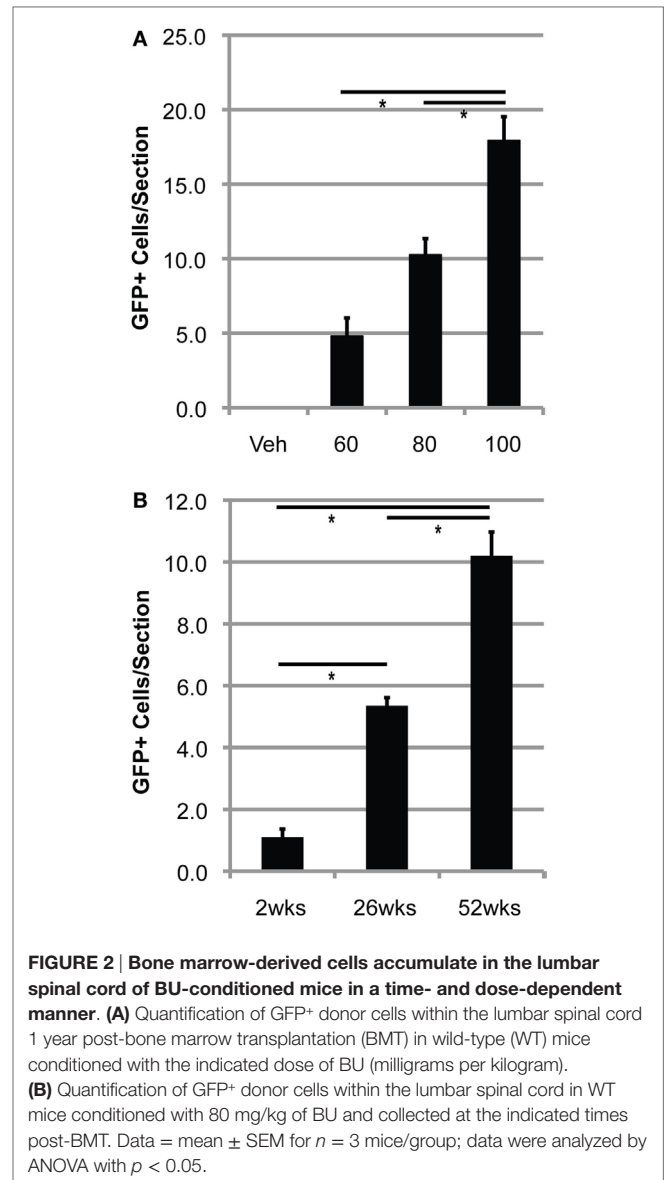 A
25.0
20.0
15.0
10.0
5.0
0.0
GFP+ Cells/Section
*
*
Veh 60 80 100
B
12.0
10.0
8.0
6.0
4.0
2.0
0.0
GFP+ Cells/Section
*
*
*
2wks 26wks 52wks
FIGURE 2 | Bone marrow-derived cells accumulate in the lumbar
spinal cord of BU-conditioned mice in a time- and dose-dependent
manner. (A) Quantification of GFP⁺ donor cells within the lumbar spinal cord
1 year post-bone marrow transplantation (BMT) in wild-type (WT) mice
conditioned with the indicated dose of BU (milligrams per kilogram).
(B) Quantification of GFP⁺ donor cells within the lumbar spinal cord in WT
mice conditioned with 80 mg/kg of BU and collected at the indicated times
post-BMT. Data = mean ± SEM for n = 3 mice/group; data were analyzed by
ANOVA with p < 0.05.